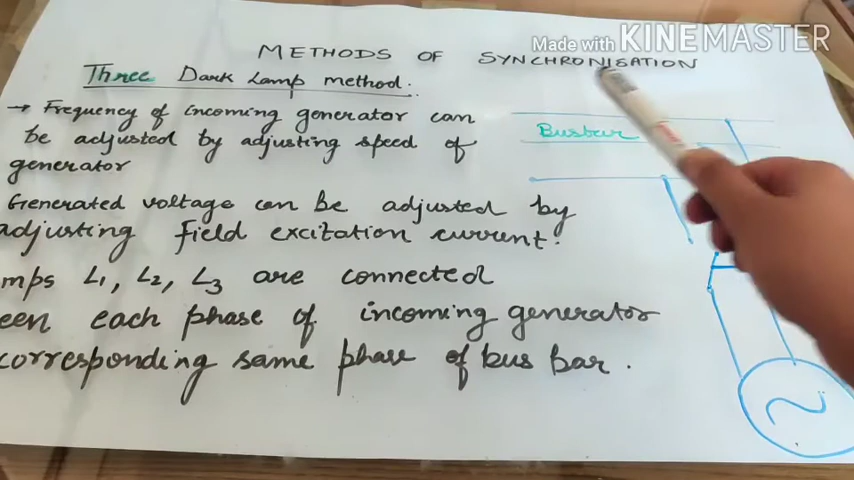 METHODS OF SYNCHRONISATION
Made with KINEMASTER
Three Dark Lamp method.
→ Frequency of incoming generator can
be adjusted by adjusting speed of
generator
Busbar
Generated voltage can be adjusted by
adjusting field excitation current.
mps L1, L2, L3 are connected
een each phase of incoming generator
corresponding same phase of bus bar.